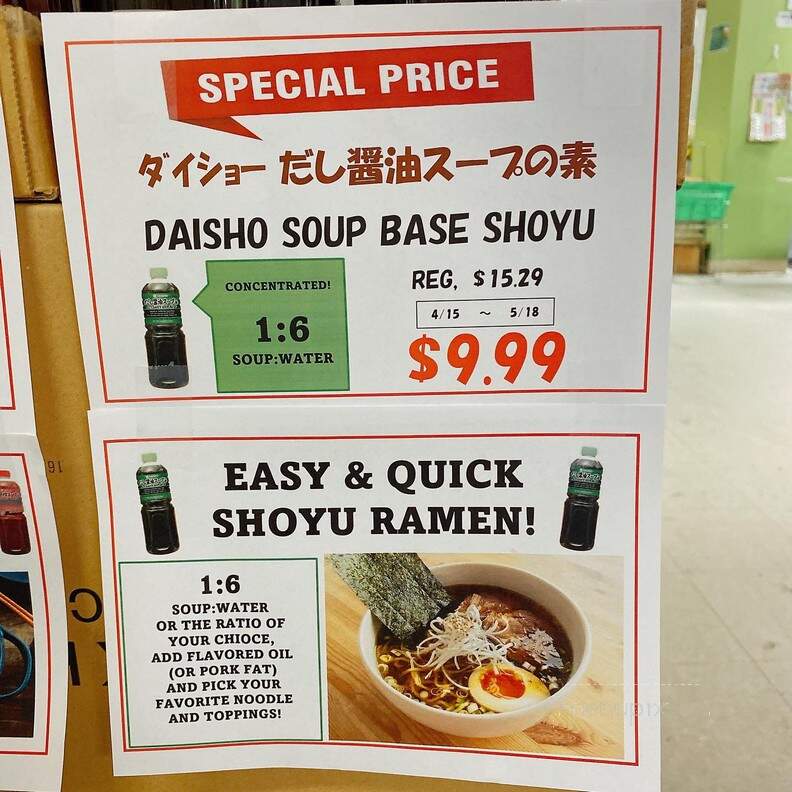 SPECIAL PRICE
ダイショー だし醤油スープの素
DAISHO SOUP BASE SHOYU
CONCENTRATED!
1:6
SOUP:WATER
REG, $15.29
4/15 ~ 5/18
$9.99
EASY & QUICK
SHOYU RAMEN!
1:6
SOUP:WATER
OR THE RATIO OF
YOUR CHIOCE,
ADD FLAVORED OIL
(OR PORK FAT)
AND PICK YOUR
FAVORITE NOODLE
AND TOPPINGS!
16